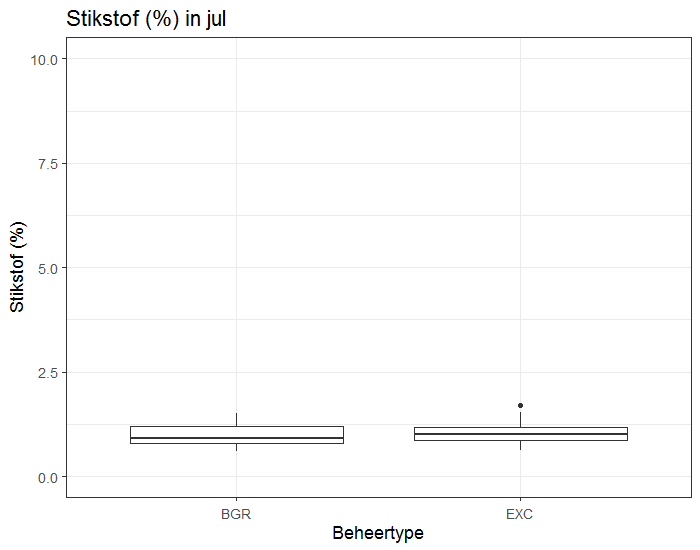 Stikstof (%) in jul
10.0
7.5
5.0
2.5
0.0
Stikstof (%)
BGR EXC
Beheertype